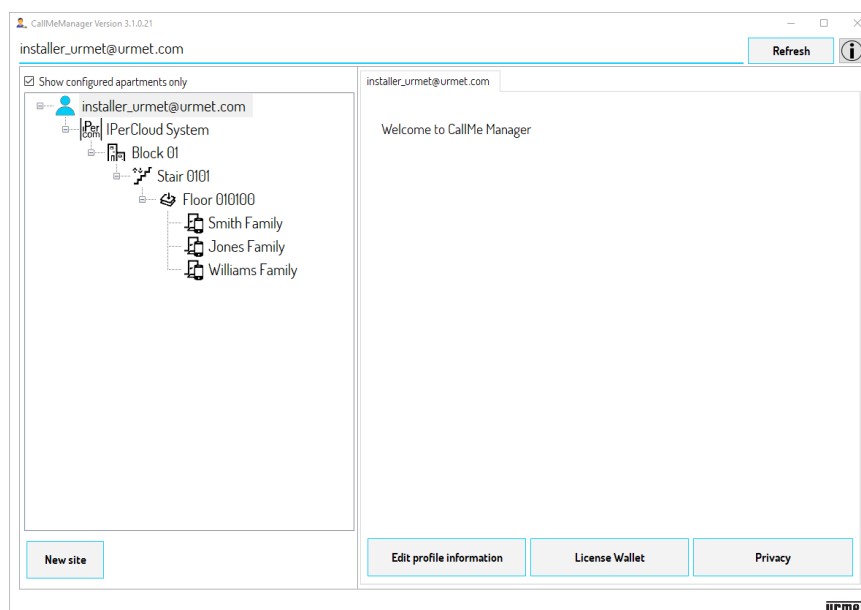 CallMeManager Version 3.1.0.21
installer_urmet@urmet.com
Refresh
i
Show configured apartments only
installer_urmet@urmet.com
IPer
com
IPerCloud System
Block 01
Stair 0101
Floor 010100
Smith Family
Jones Family
Williams Family
New site
installer_urmet@urmet.com
Welcome to CallMe Manager
Edit profile information
License Wallet
Privacy